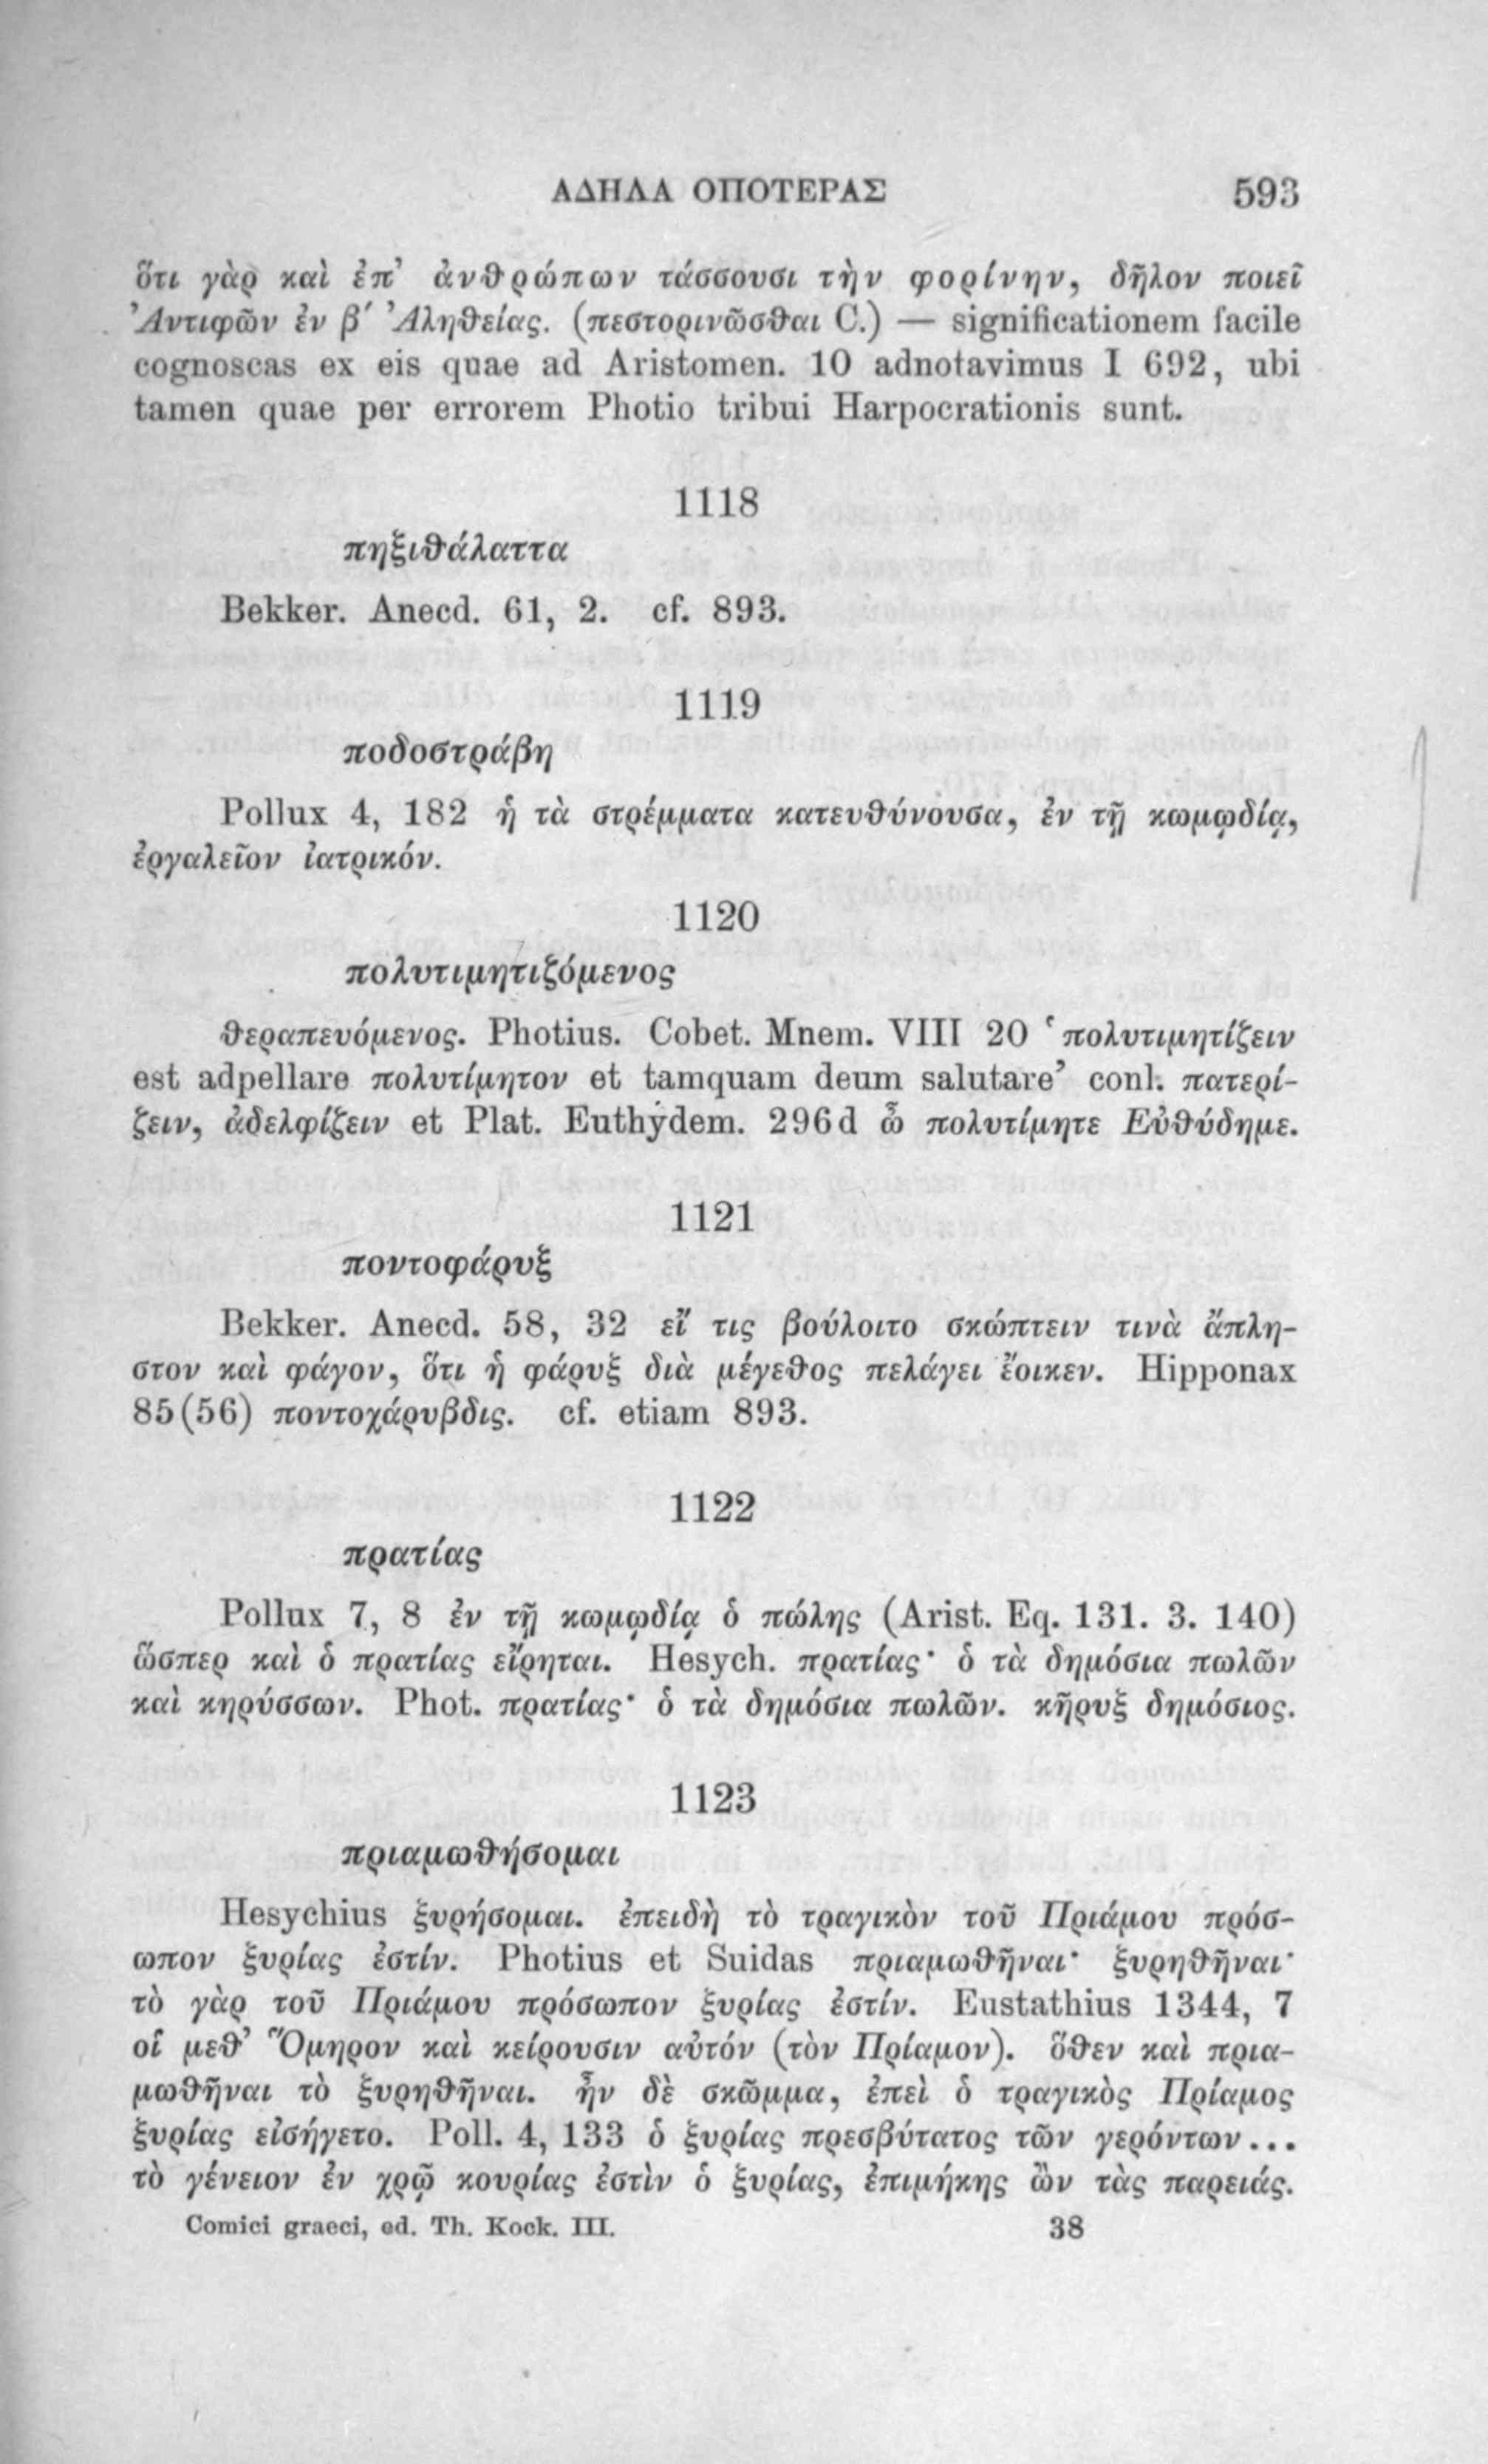 ΑΔΗΛΑ ΟΠΟΤΕΡΑΣ 593
ὅτι γὰρ καὶ ἐπ’ ἀνθρώπων τάσσουσι τὴν φορίνην, δῆλον ποιεῖ
Ἀντιφῶν ἐν β΄ Ἀληθείας. (πεστορινῶσθαι C.) — significationem facile
cognoscas ex eis quae ad Aristomen. 10 adnotavimus I 692, ubi
tamen quae per errorem Photio tribui Harpocrationis sunt.
1118
πηξιθάλαττα
Bekker. Anecd. 61, 2. cf. 893.
1119
ποδοστράβη
Pollux 4, 182 ἡ τὰ στρέμματα κατευθύνουσα, ἐν τῇ κωμῳδίᾳ,
ἐργαλεῖον ἰατρικόν.
1120
πολυτιμητιζόμενος
θεραπευόμενος. Photius. Cobet. Mnem. VIII 20 ‘πολυτιμητίζειν
est adpellare πολυτίμητον et tamquam deum salutare’ conl. πατερί-
ζειν, ἀδελφίζειν et Plat. Euthydem. 296d ὦ πολυτίμητε Εὐθύδημε.
1121
ποντοφάρυξ
Bekker. Anecd. 58, 32 εἴ τις βούλοιτο σκώπτειν τινὰ ἄπλη-
στον καὶ φάγον, ὅτι ἡ φάρυξ διὰ μέγεθος πελάγει ἔοικεν. Hipponax
85(56) ποντοχάρυβδις. cf. etiam 893.
1122
πρατίας
Pollux 7, 8 ἐν τῇ κωμῳδίᾳ ὁ πώλης (Arist. Eq. 131. 3. 140)
ὥσπερ καὶ ὁ πρατίας εἴρηται. Hesych. πρατίας· ὁ τὰ δημόσια πωλῶν
καὶ κηρύσσων. Phot. πρατίας· ὁ τὰ δημόσια πωλῶν. κῆρυξ δημόσιος.
1123
πριαμωθήσομαι
Hesychius ξυρήσομαι. ἐπειδὴ τὸ τραγικὸν τοῦ Πριάμου πρόσ-
ωπον ξυρίας ἐστίν. Photius et Suidas πριαμωθῆναι· ξυρηθῆναι·
τὸ γὰρ τοῦ Πριάμου πρόσωπον ξυρίας ἐστίν. Eustathius 1344, 7
οἱ μεθ’ Ὅμηρον καὶ κείρουσιν αὐτόν (τὸν Πρίαμον). ὅθεν καὶ πρια-
μωθῆναι τὸ ξυρηθῆναι. ἦν δὲ σκῶμμα, ἐπεὶ ὁ τραγικὸς Πρίαμος
ξυρίας εἰσήγετο. Poll. 4, 133 ὁ ξυρίας πρεσβύτατος τῶν γερόντων...
τὸ γένειον ἐν χρῷ κουρίας ἐστὶν ὁ ξυρίας, ἐπιμήκης ὢν τὰς παρειάς.
Comici graeci, ed. Th. Kock. III. 38